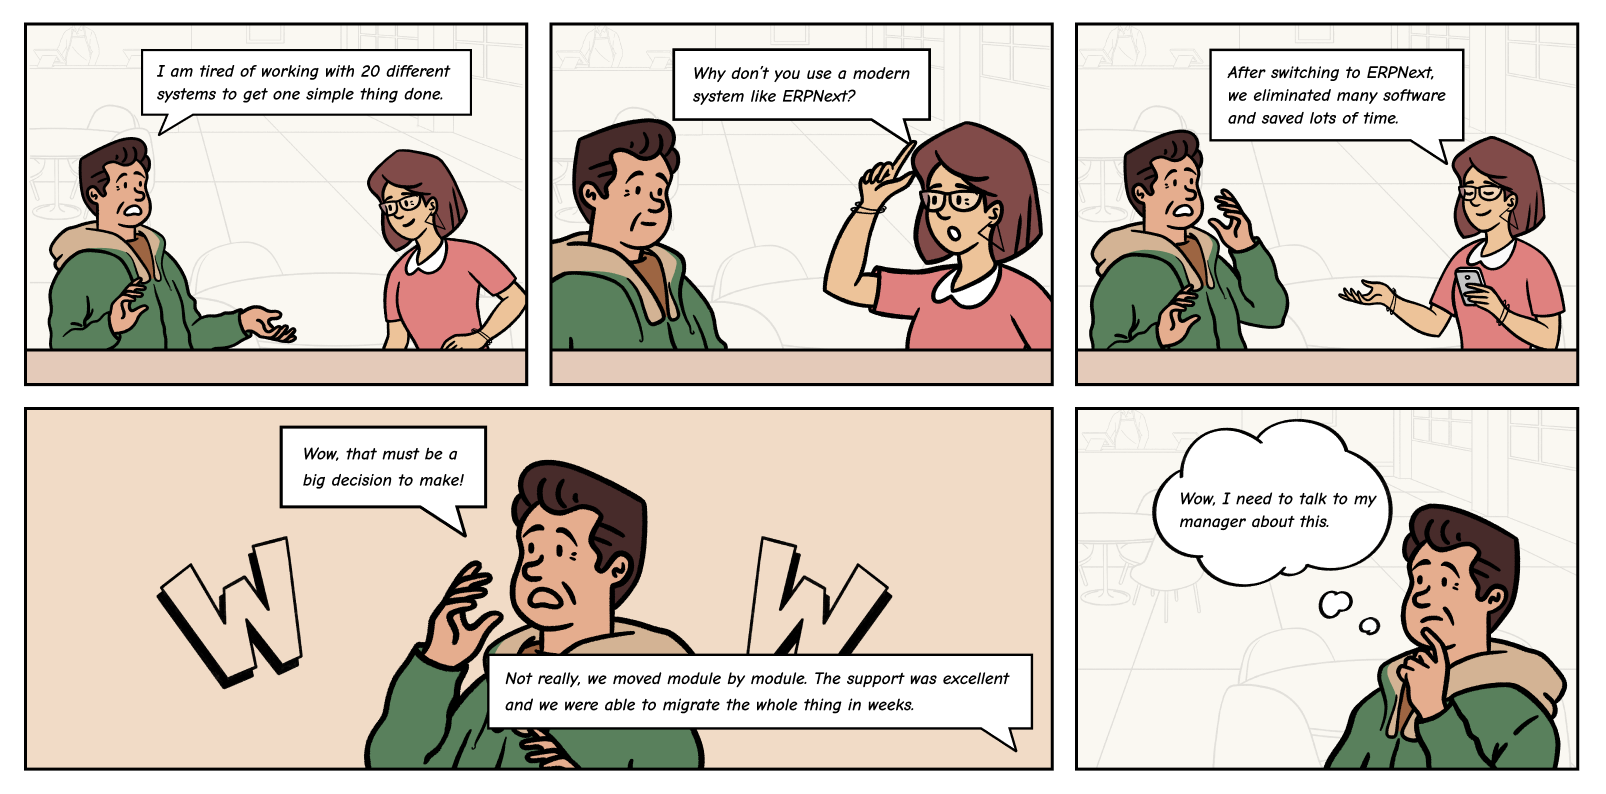 I am tired of working with 20 different
systems to get one simple thing done.
Why don't you use a modern
system like ERPNext?
After switching to ERPNext,
we eliminated many software
and saved lots of time.
Wow, that must be a
big decision to make!
W W
Not really, we moved module by module. The support was excellent
and we were able to migrate the whole thing in weeks.
Wow, I need to talk to my
manager about this.